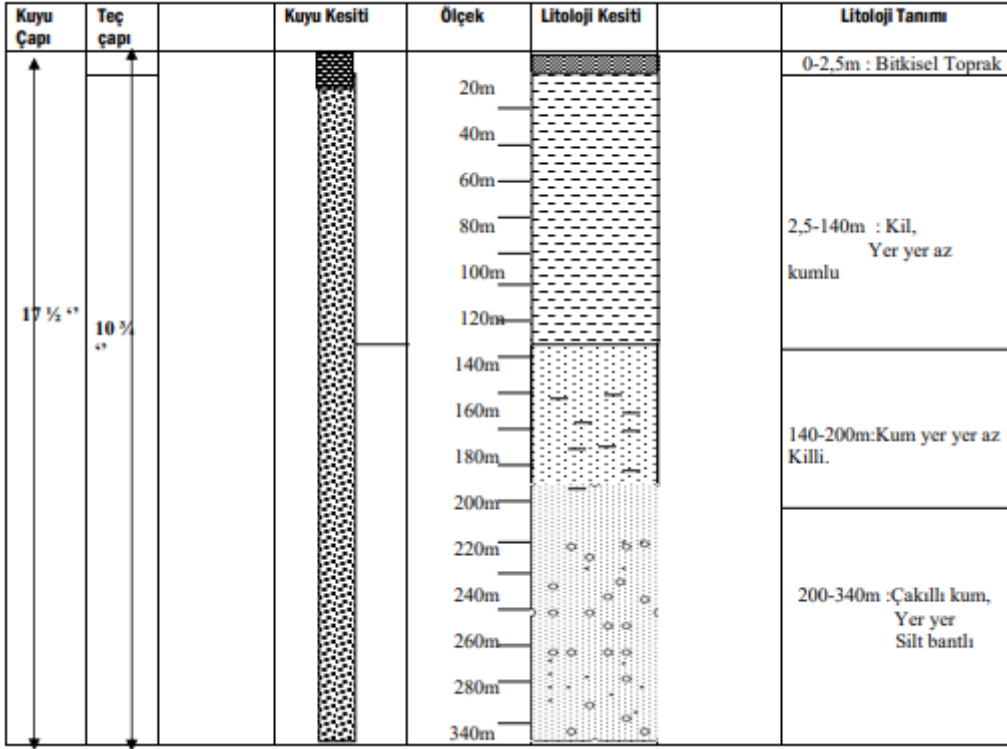 Kuyu Çapı
Teç çapı
Kuyu Kesiti
Ölçek
Litoloji Kesiti
Litoloji Tanımı
0-2,5m : Bitkisel Toprak
20m
40m
60m
80m
2,5-140m : Kil,
Yer yer az
kumlu
100m
17 ½ ‘’
10 ¾
‘’
120m
140m
160m
140-200m:Kum yer yer az
Killi.
180m
200m
220m
240m
200-340m :Çakıllı kum,
Yer yer
Silt bantlı
260m
280m
340m